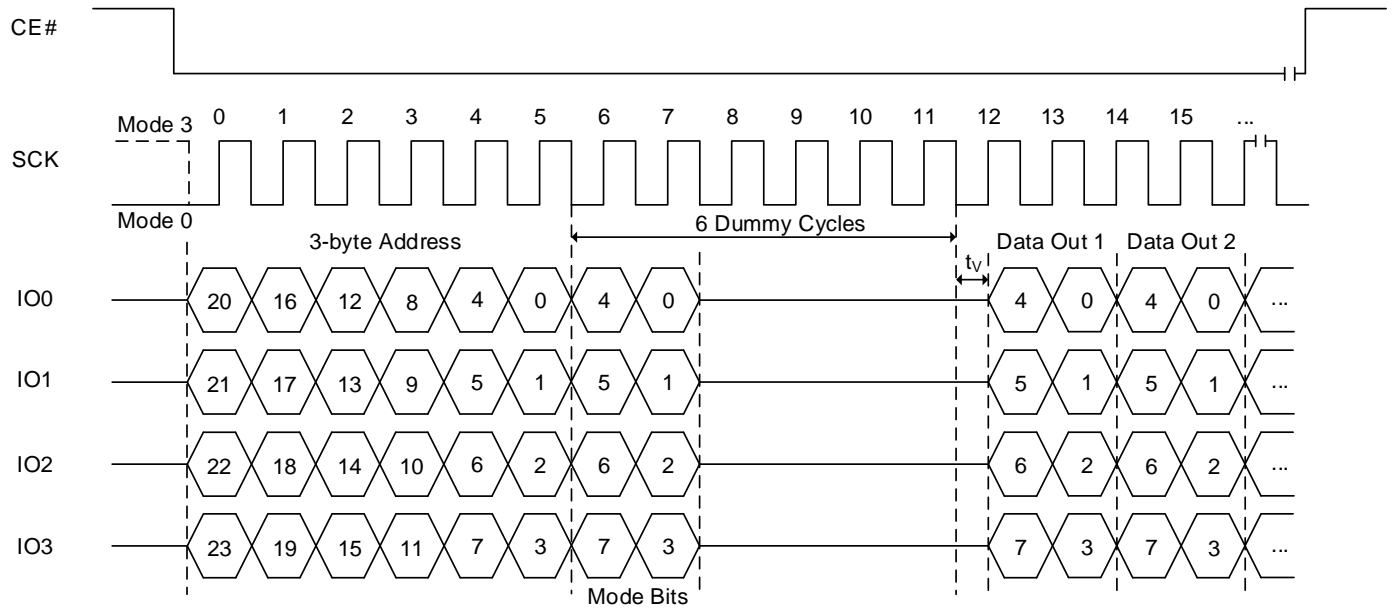 CE#
Mode 3 0 1 2 3 4 5 6 7 8 9 10 11 12 13 14 15 ...
SCK
Mode 0
6 Dummy Cycles
3-byte Address Data Out 1 Data Out 2
tV
IO0 20 16 12 8 4 0 4 0 4 0 4 0 ...
IO1 21 17 13 9 5 1 5 1 5 1 5 1 ...
IO2 22 18 14 10 6 2 6 2 6 2 6 2 ...
IO3 23 19 15 11 7 3 7 3 7 3 7 3 ...
Mode Bits